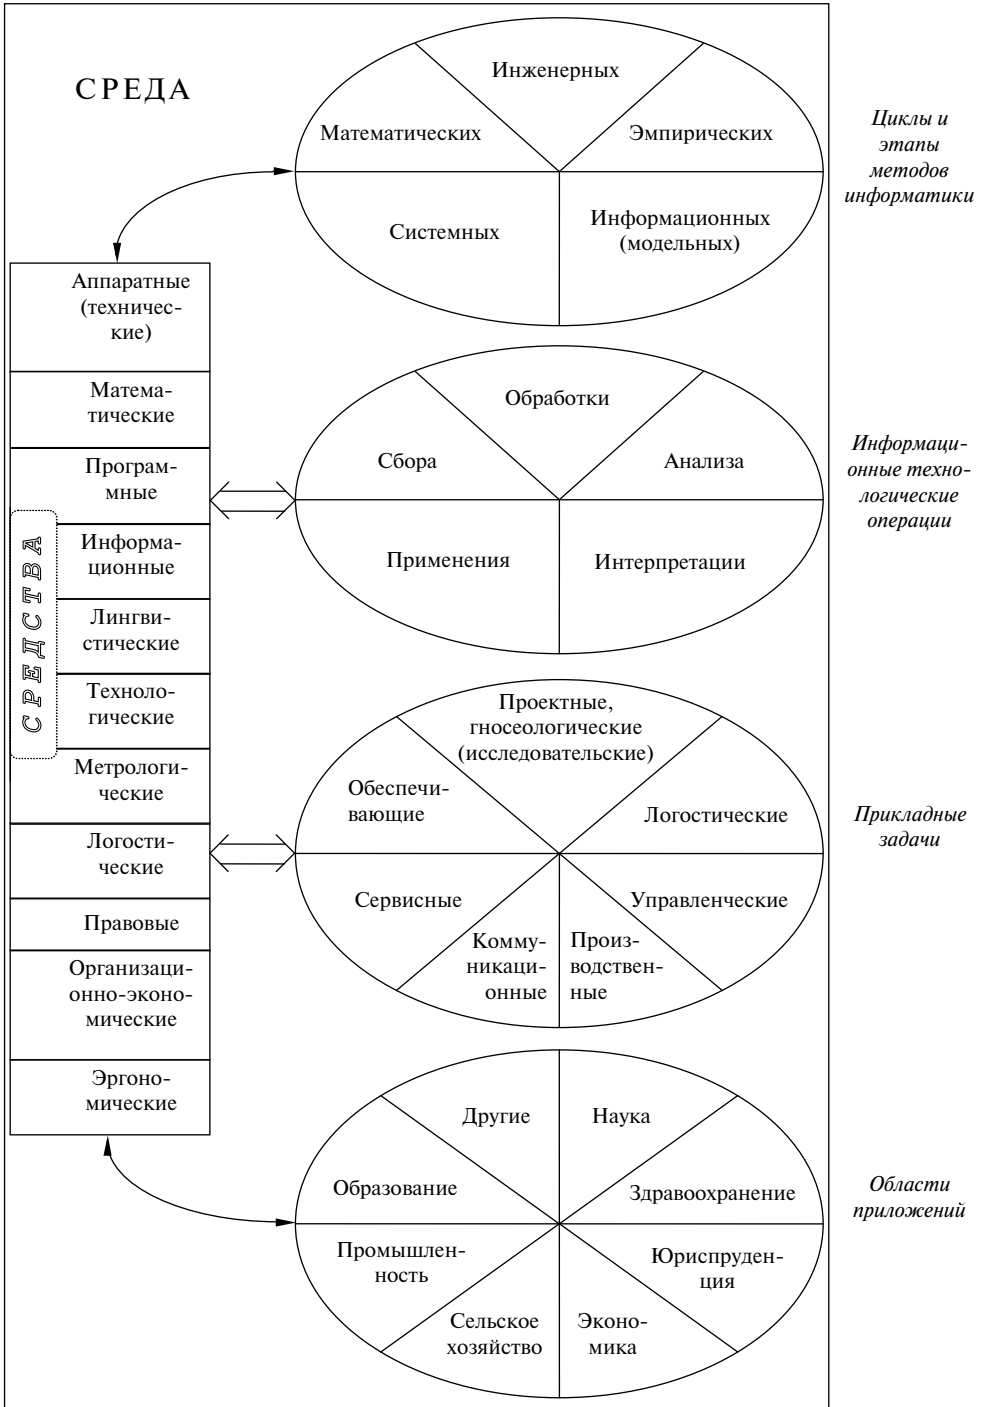 СРЕДА
Инженерных
Математических
Эмпирических
Системных
Информационных
(модельных)
Циклы и
этапы
методов
информатики
СРЕДСТВА
Аппаратные
(техничес-
кие)
Матема-
тические
Програм-
мные
Информа-
ционные
Лингви-
стические
Техноло-
гические
Метрологи-
ческие
Логости-
ческие
Правовые
Организаци-
онно-эконо-
мические
Эргоно-
мические
Обработки
Сбора
Анализа
Применения
Интерпретации
Информаци-
онные техно-
логические
операции
Проектные,
гносеологические
(исследовательские)
Обеспечи-
вающие
Логостические
Сервисные
Управленческие
Комму-
никаци-
онные
Произ-
водствен-
ные
Прикладные
задачи
Другие
Наука
Образование
Здравоохранение
Промышлен-
ность
Юриспруден-
ция
Сельское
хозяйство
Эконо-
мика
Области
приложений